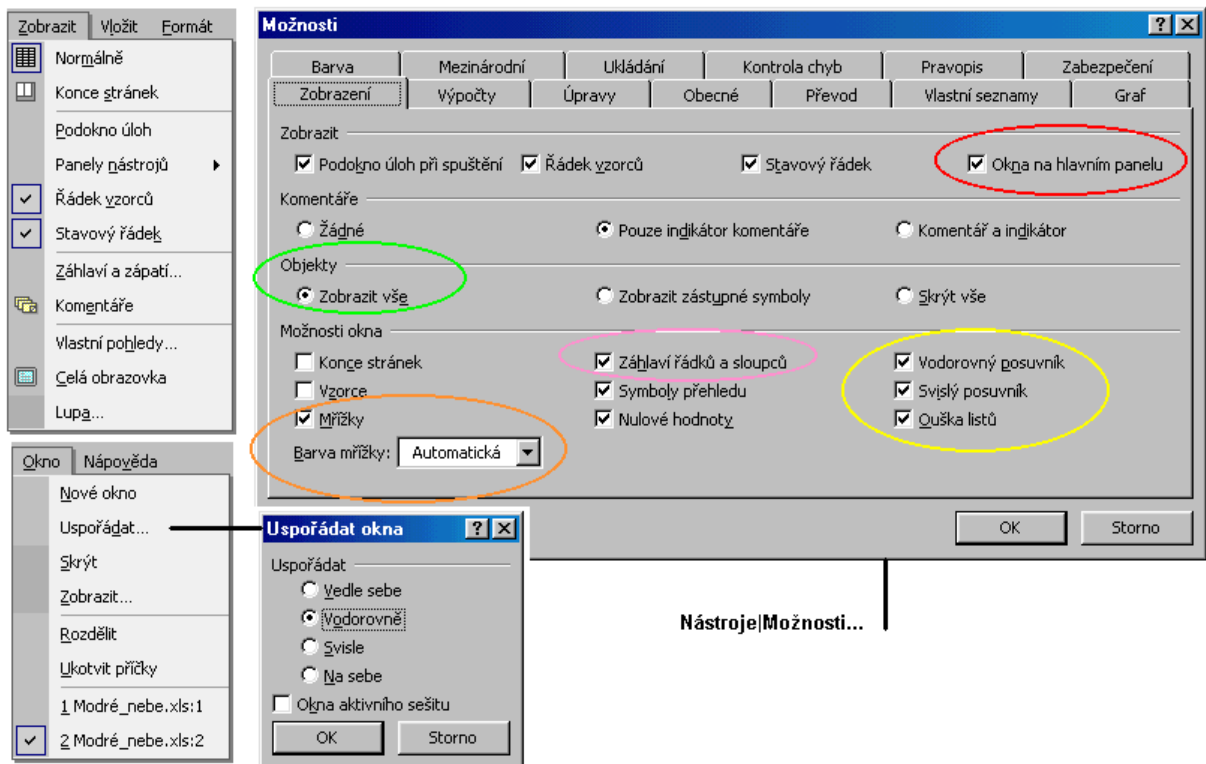 Zobrazit Vložit Formát
Normálně
Konce stránek
Podokno úloh
Panely nástrojů
Řádek vzorců
Stavový řádek
Záhlaví a zápatí...
Komentáře
Vlastní pohledy...
Celá obrazovka
Lupa...
Možnosti
Barva Mezinárodní Ukládání Kontrola chyb Pravopis Zabezpečení
Zobrazení Výpočty Úpravy Obecné Převod Vlastní seznamy Graf
Zobrazit
Podokno úloh při spuštění Řádek vzorců Stavový řádek Okna na hlavním panelu
Komentáře
Žádné Pouze indikátor komentáře Komentář a indikátor
Objekty
Zobrazit vše Zobrazit zástupné symboly Skrýt vše
Možnosti okna
Konce stránek Záhlaví řádků a sloupců Vodorovný posuvník
Vzorce Symboly přehledu Svislý posuvník
Mřížky Nulové hodnoty Ouška listů
Barva mřížky: Automatická
OK Storno
Okno Nápověda
Nové okno
Uspořádat...
Skrýt
Zobrazit...
Rozdělit
Ukotvit příčky
1 Modré_nebe.xls:1
2 Modré_nebe.xls:2
Uspořádat okna
Uspořádat
Vedle sebe
Vodorovně
Svisle
Na sebe
Okna aktivního sešitu
OK Storno
Nástroje|Možnosti...